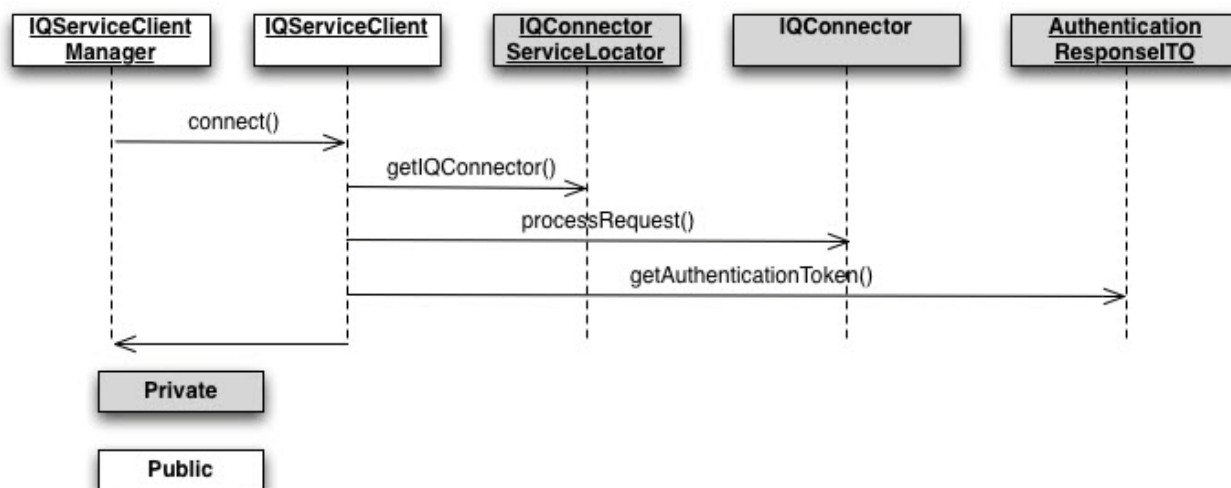 IQServiceClient
Manager
IQServiceClient
IQConnector
ServiceLocator
IQConnector
Authentication
ResponseITO
connect()
getIQConnector()
processRequest()
getAuthenticationToken()
Private
Public